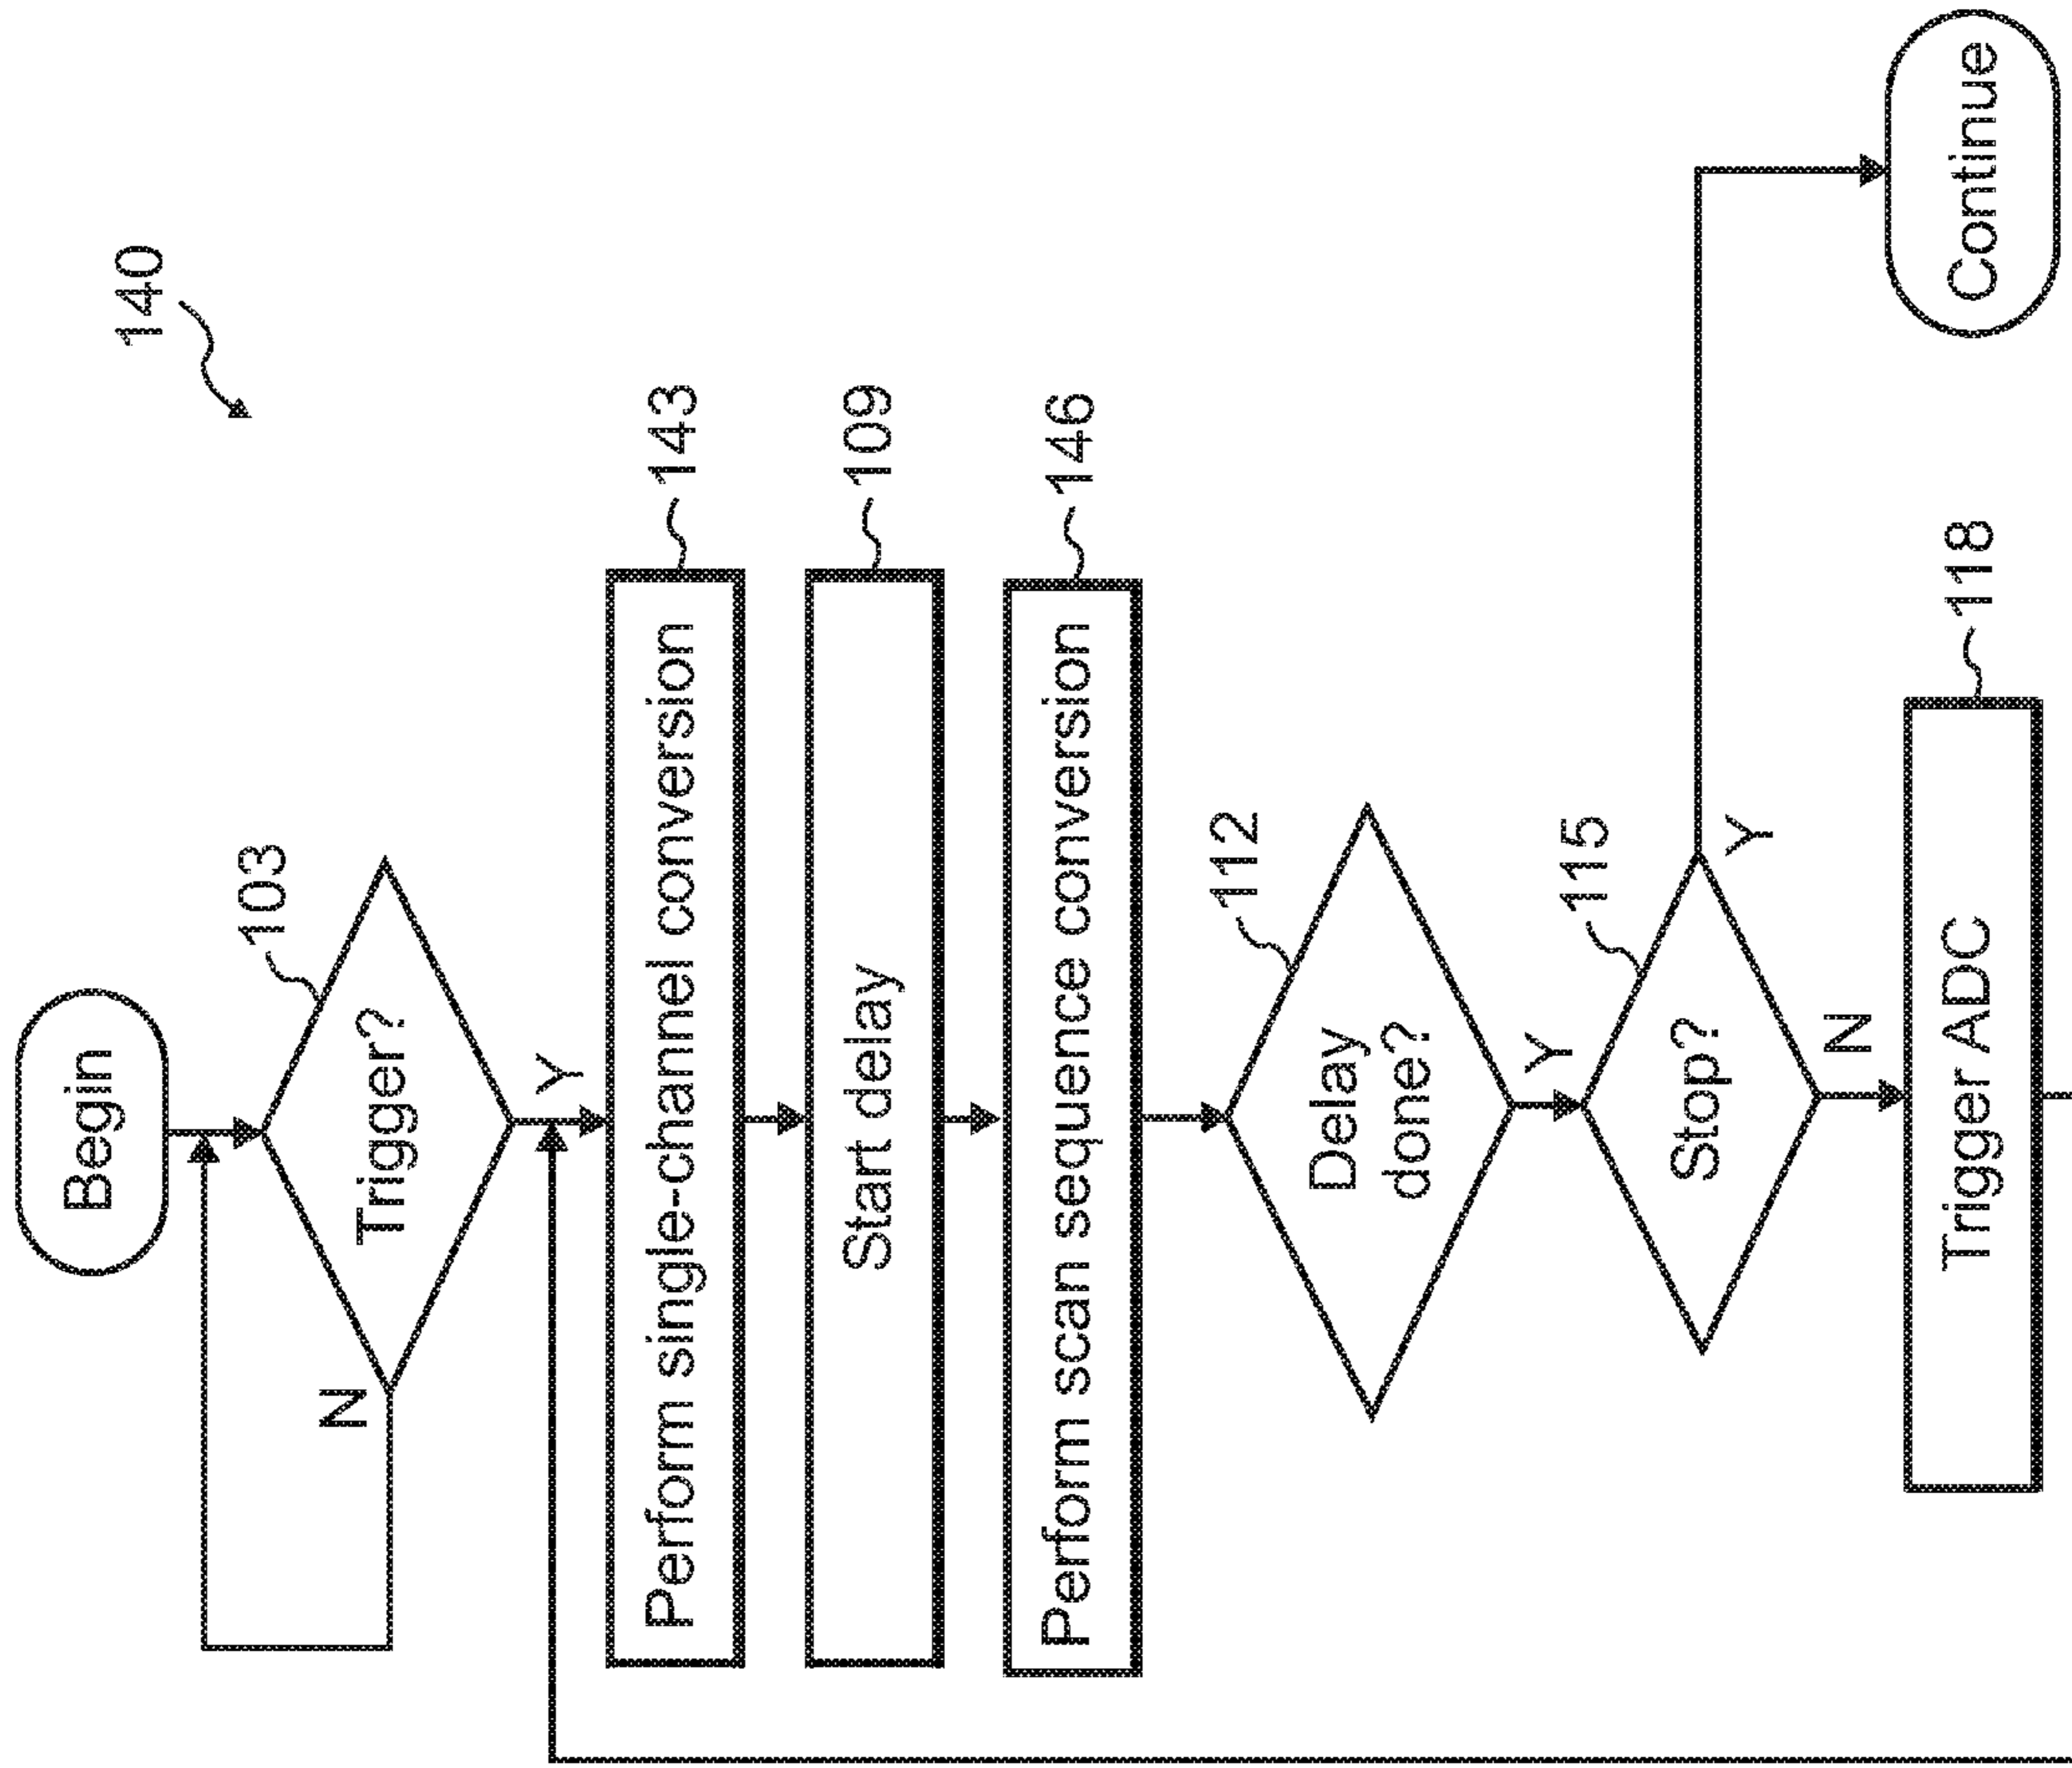 140
Begin
103
Trigger?
N
Y
Perform single-channel conversion
143
Start delay
109
Perform scan sequence conversion
146
112
Delay
done?
Y
115
Stop?
Y
N
Trigger ADC
118
Continue